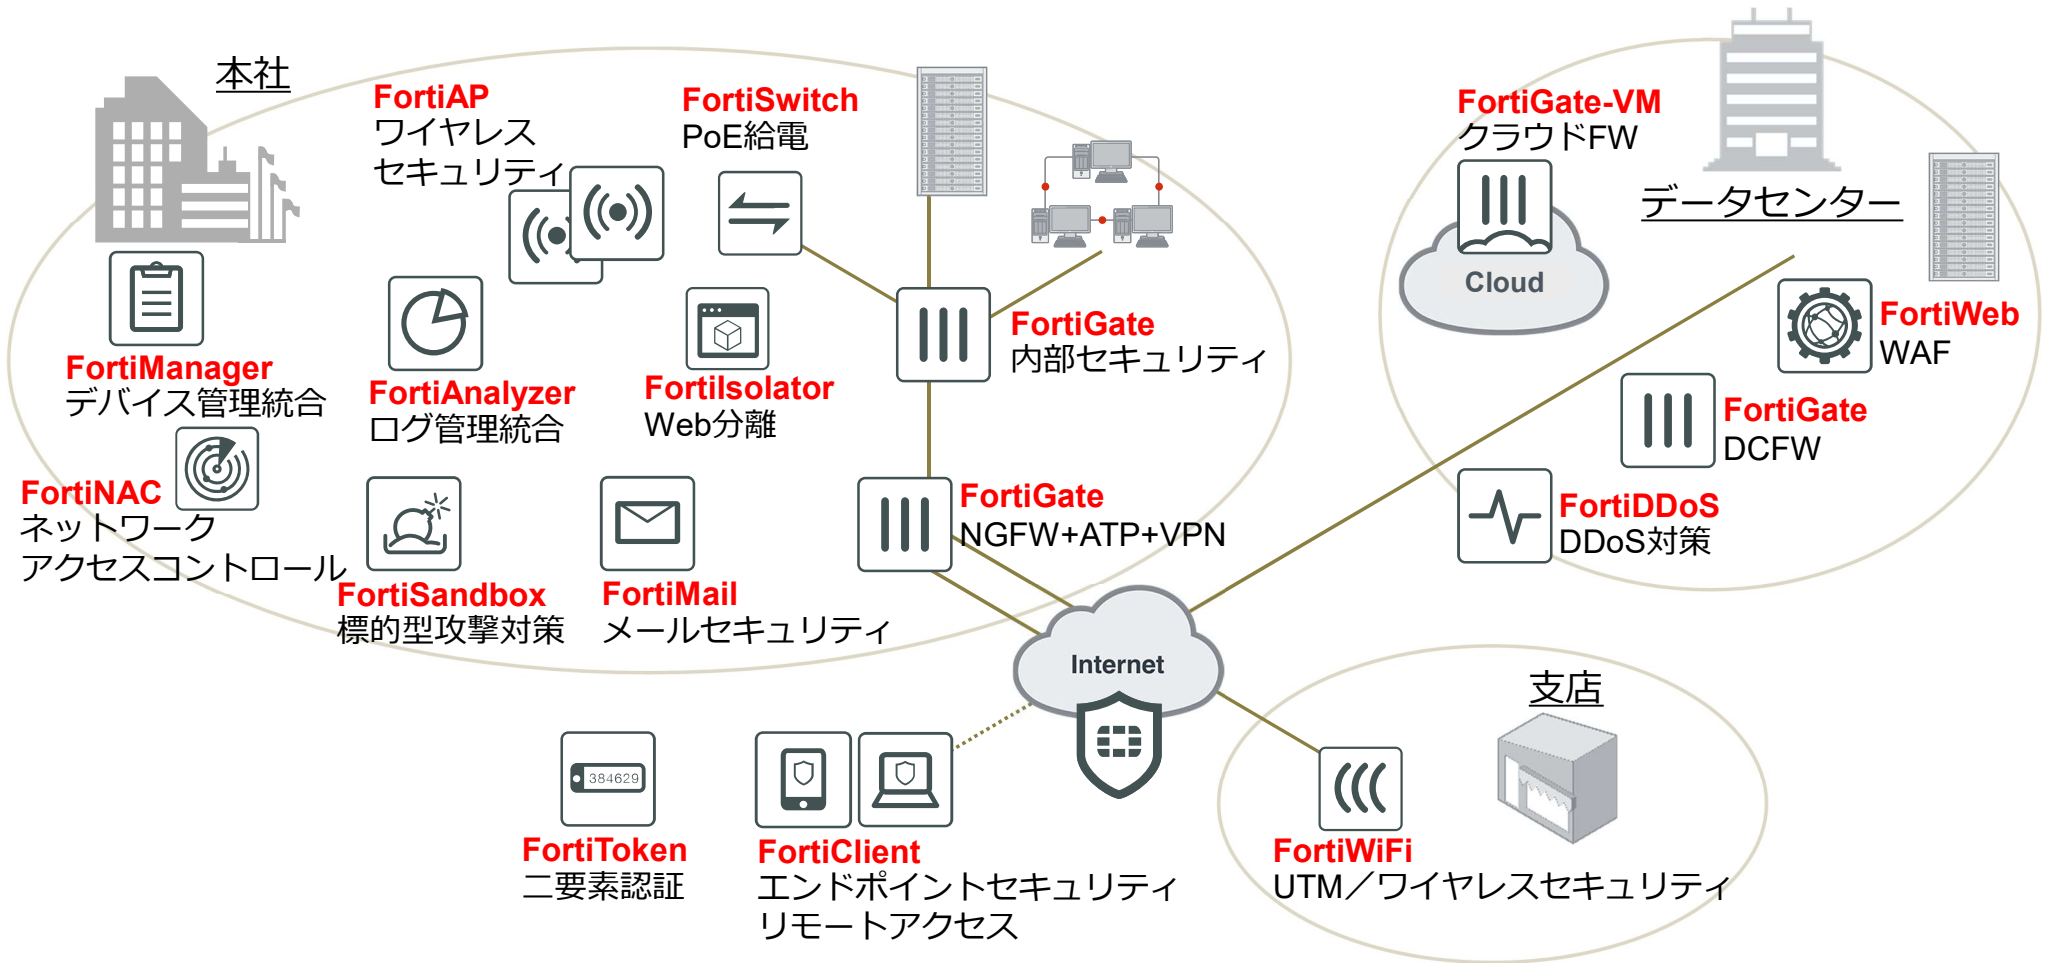 本社
FortiAP
ワイヤレス
セキュリティ
FortiSwitch
PoE給電
FortiManager
デバイス管理統合
FortiAnalyzer
ログ管理統合
FortiIsolator
Web分離
FortiGate
内部セキュリティ
FortiNAC
ネットワーク
アクセスコントロール
FortiSandbox
標的型攻撃対策
FortiMail
メールセキュリティ
FortiGate
NGFW+ATP+VPN
FortiGate-VM
クラウドFW
Cloud
データセンター
FortiWeb
WAF
FortiGate
DCFW
FortiDDoS
DDoS対策
Internet
支店
FortiWiFi
UTM／ワイヤレスセキュリティ
384629
FortiToken
二要素認証
FortiClient
エンドポイントセキュリティ
リモートアクセス